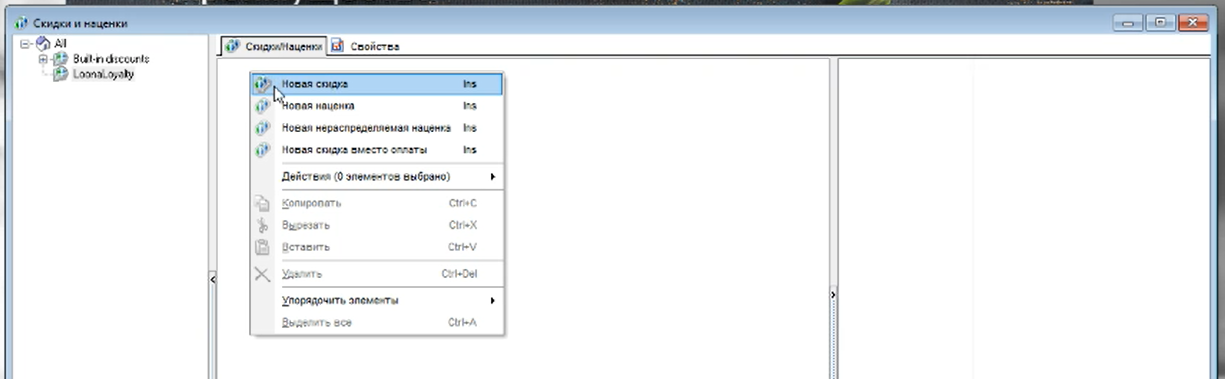 Скидки и наценки
All
Built-in discounts
LoonaLoyalty
Скидки/Наценки
Свойства
Новая скидка Ins
Новая наценка Ins
Новая нераспределяемая наценка Ins
Новая скидка вместо оплаты Ins
Действия (0 элементов выбрано)
Копировать Ctrl+C
Вырезать Ctrl+X
Вставить Ctrl+V
Удалить Ctrl+Del
Упорядочить элементы
Выделить все Ctrl+A